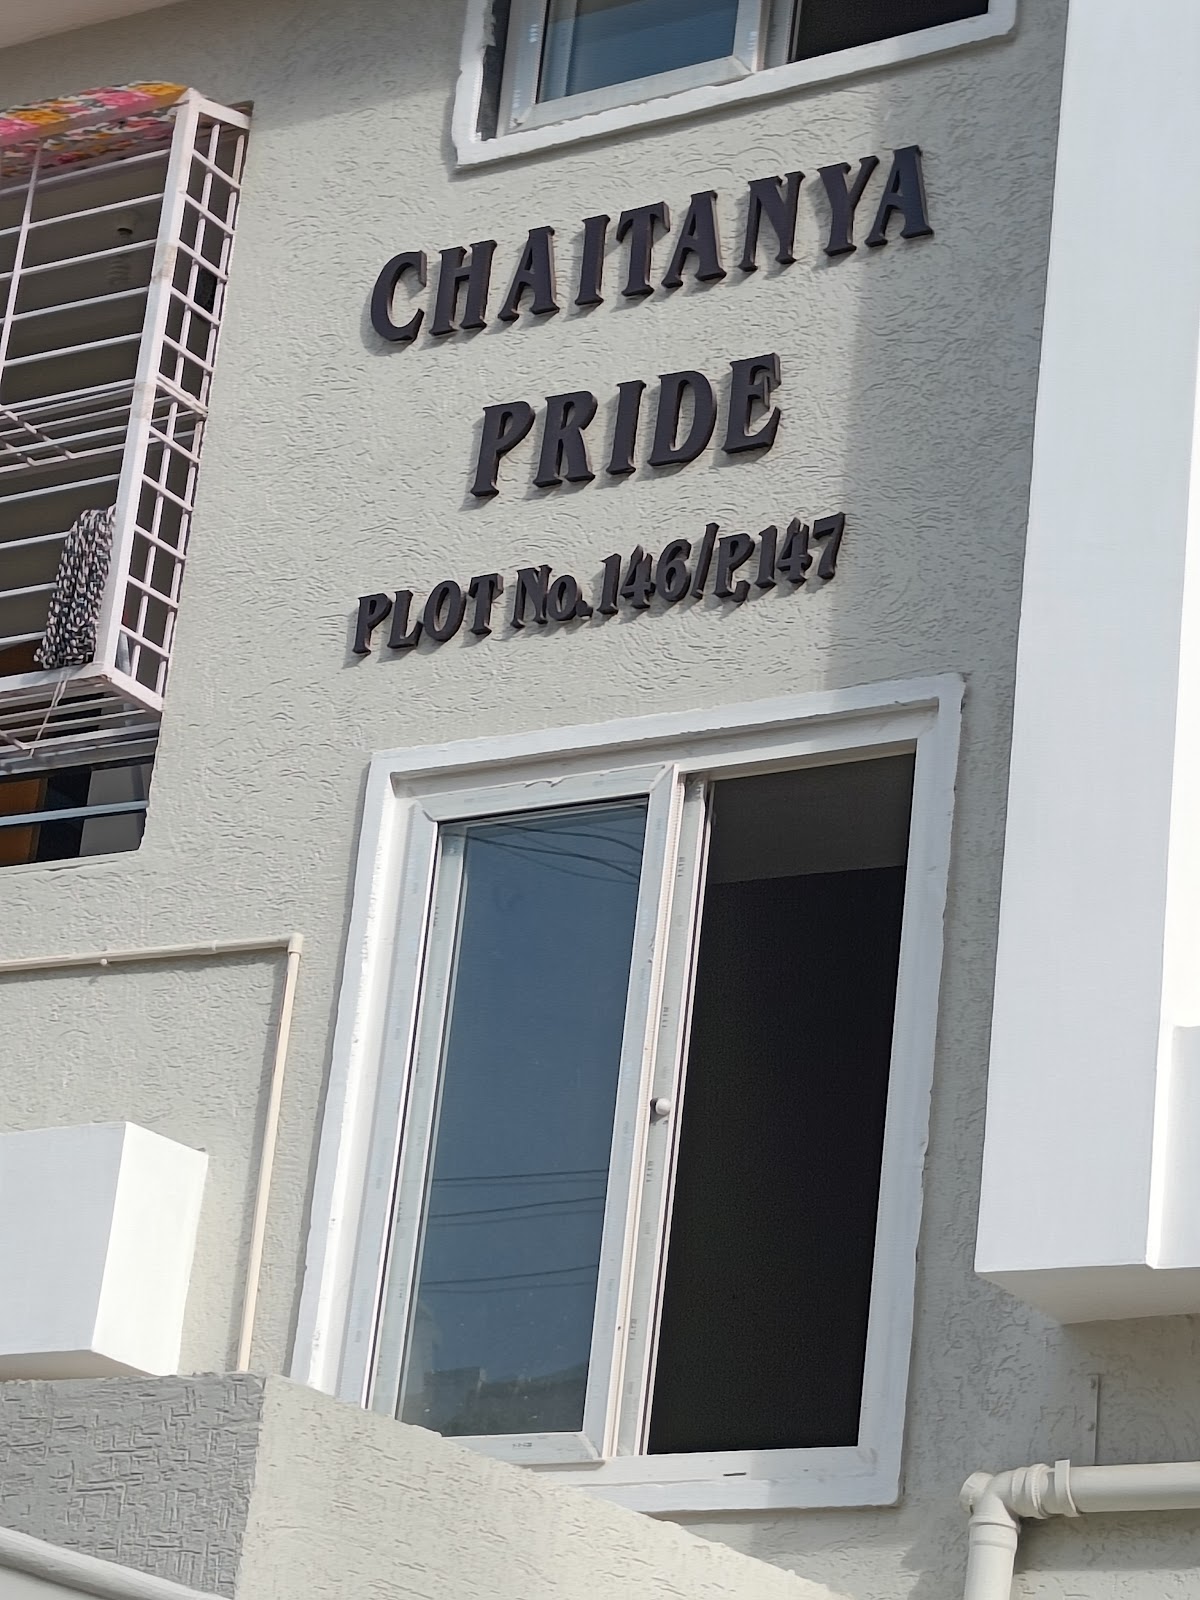 CHAITANYA
PRIDE
PLOT No.146/P,147